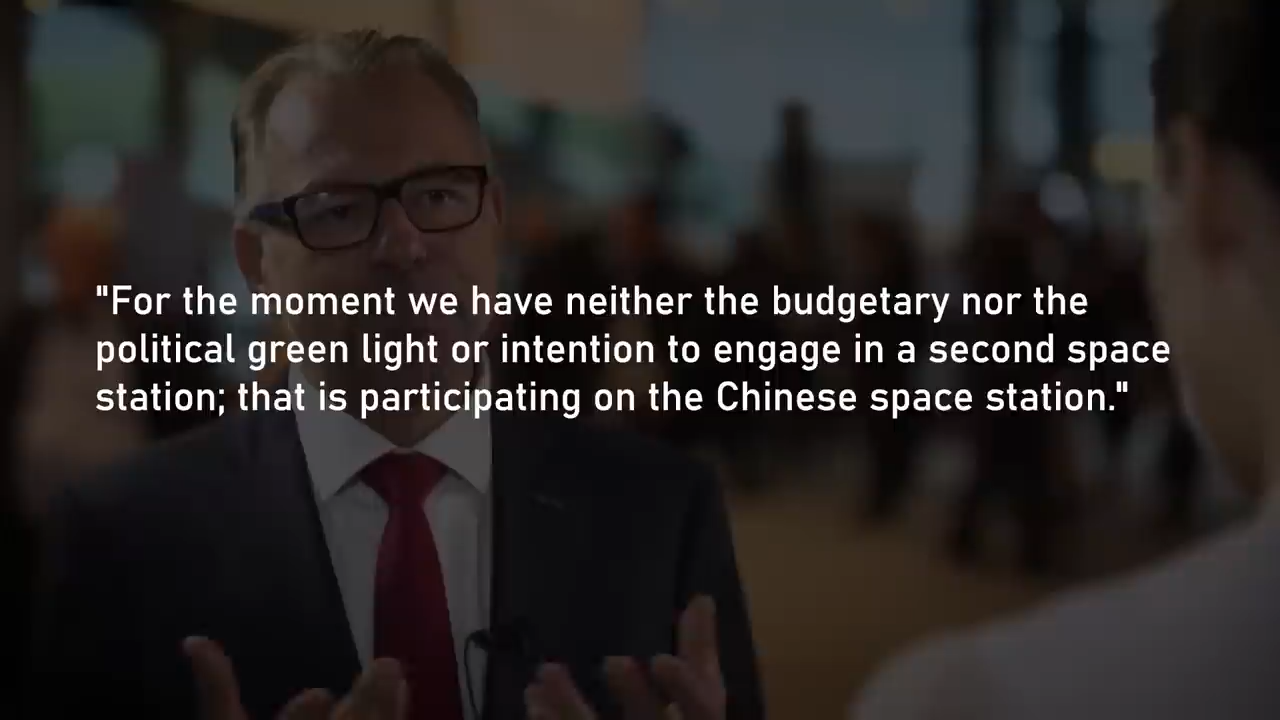 "For the moment we have neither the budgetary nor the
political green light or intention to engage in a second space
station; that is participating on the Chinese space station."